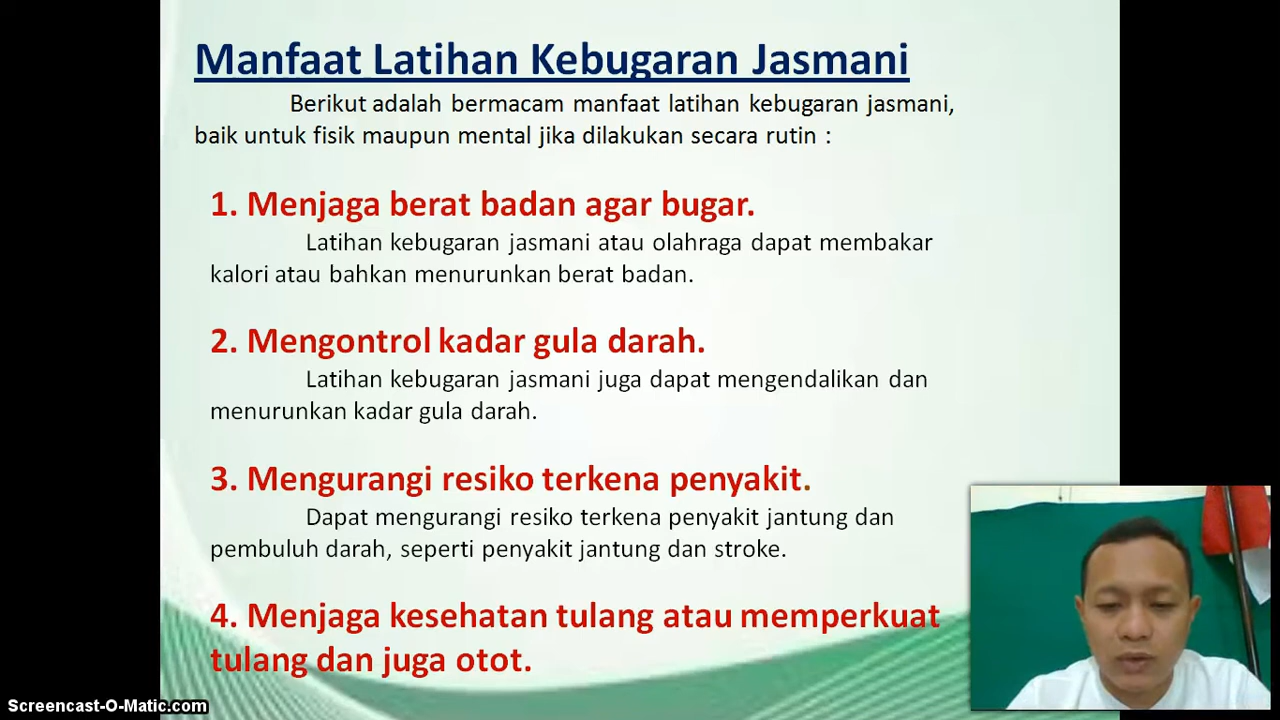 Manfaat Latihan Kebugaran Jasmani
Berikut adalah bermacam manfaat latihan kebugaran jasmani,
baik untuk fisik maupun mental jika dilakukan secara rutin :
1. Menjaga berat badan agar bugar.
Latihan kebugaran jasmani atau olahraga dapat membakar
kalori atau bahkan menurunkan berat badan.
2. Mengontrol kadar gula darah.
Latihan kebugaran jasmani juga dapat mengendalikan dan
menurunkan kadar gula darah.
3. Mengurangi resiko terkena penyakit.
Dapat mengurangi resiko terkena penyakit jantung dan
pembuluh darah, seperti penyakit jantung dan stroke.
4. Menjaga kesehatan tulang atau memperkuat
tulang dan juga otot.
Screencast-O-Matic.com